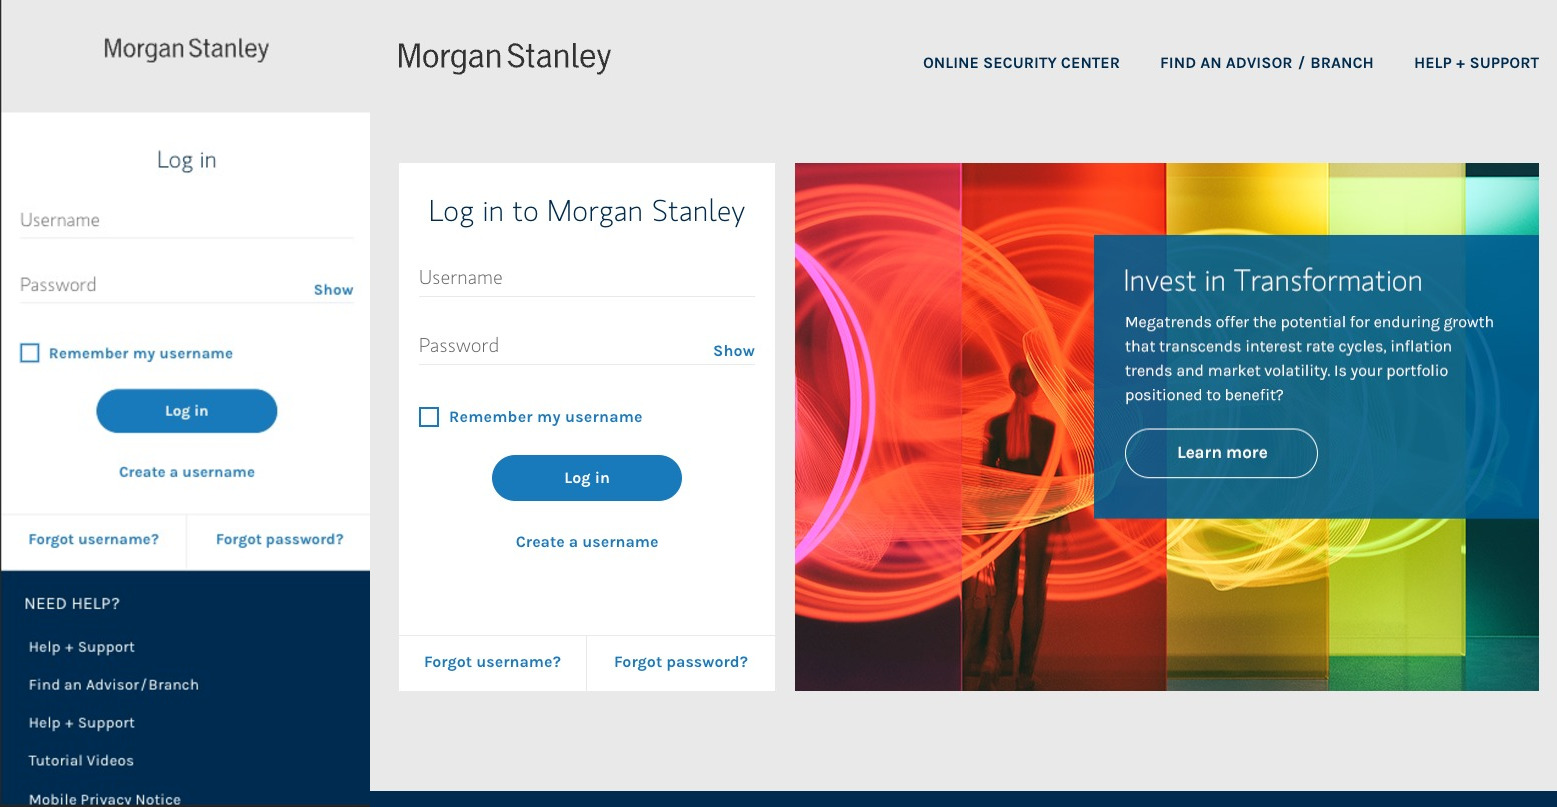 Morgan Stanley
Log in
Username
Password
Show
Remember my username
Log in
Create a username
Forgot username?
Forgot password?
NEED HELP?
Help + Support
Find an Advisor/Branch
Help + Support
Tutorial Videos
Mobile Privacy Notice
Morgan Stanley
ONLINE SECURITY CENTER
FIND AN ADVISOR / BRANCH
HELP + SUPPORT
Log in to Morgan Stanley
Username
Password
Show
Remember my username
Log in
Create a username
Forgot username?
Forgot password?
Invest in Transformation
Megatrends offer the potential for enduring growth
that transcends interest rate cycles, inflation
trends and market volatility. Is your portfolio
positioned to benefit?
Learn more